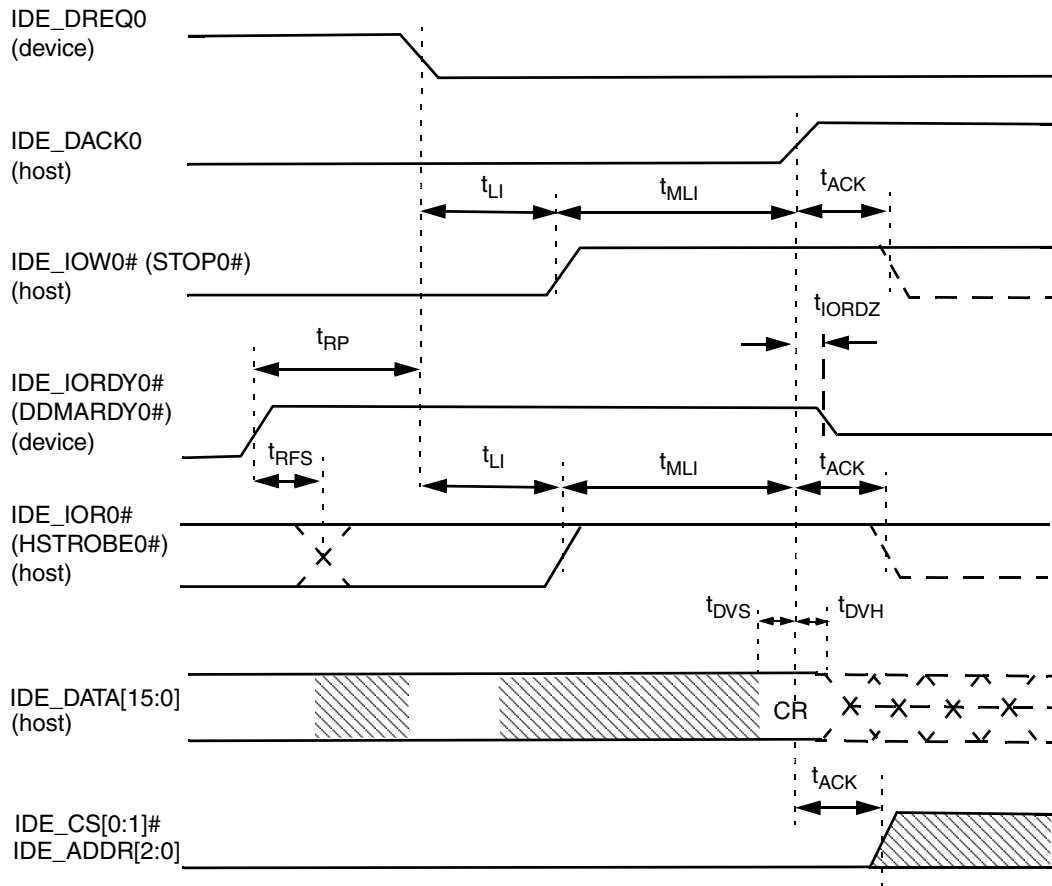 IDE_DREQ0
(device)
IDE_DACK0
(host)
tLI
tMLI
tACK
IDE_IOW0# (STOP0#)
(host)
tIORDZ
tRP
IDE_IORDY0#
(DDMARDY0#)
(device)
tRFS
tLI
tMLI
tACK
IDE_IOR0#
(HSTROBE0#)
(host)
tDVS
tDVH
IDE_DATA[15:0]
(host)
CR
tACK
IDE_CS[0:1]#
IDE_ADDR[2:0]